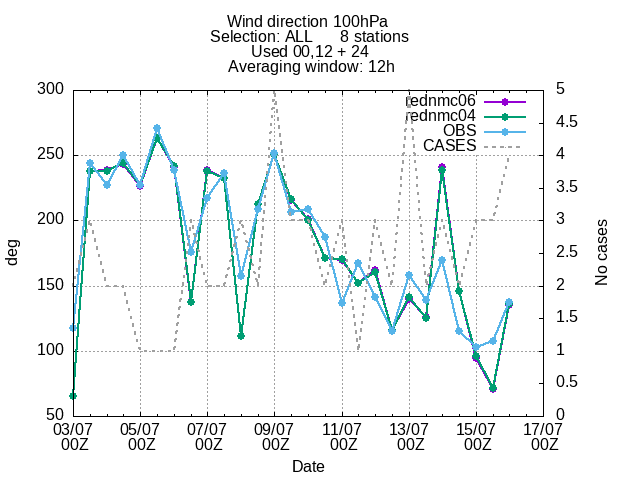 Wind direction 100hPa
Selection: ALL 8 stations
Used 00,12 + 24
Averaging window: 12h
rednmc06
rednmc04
OBS
CASES
300
250
200
150
100
50
deg
5
4.5
4
3.5
3
2.5
2
1.5
1
0.5
0
No cases
03/07 05/07 07/07 09/07 11/07 13/07 15/07 17/07
00Z 00Z 00Z 00Z 00Z 00Z 00Z 00Z
Date